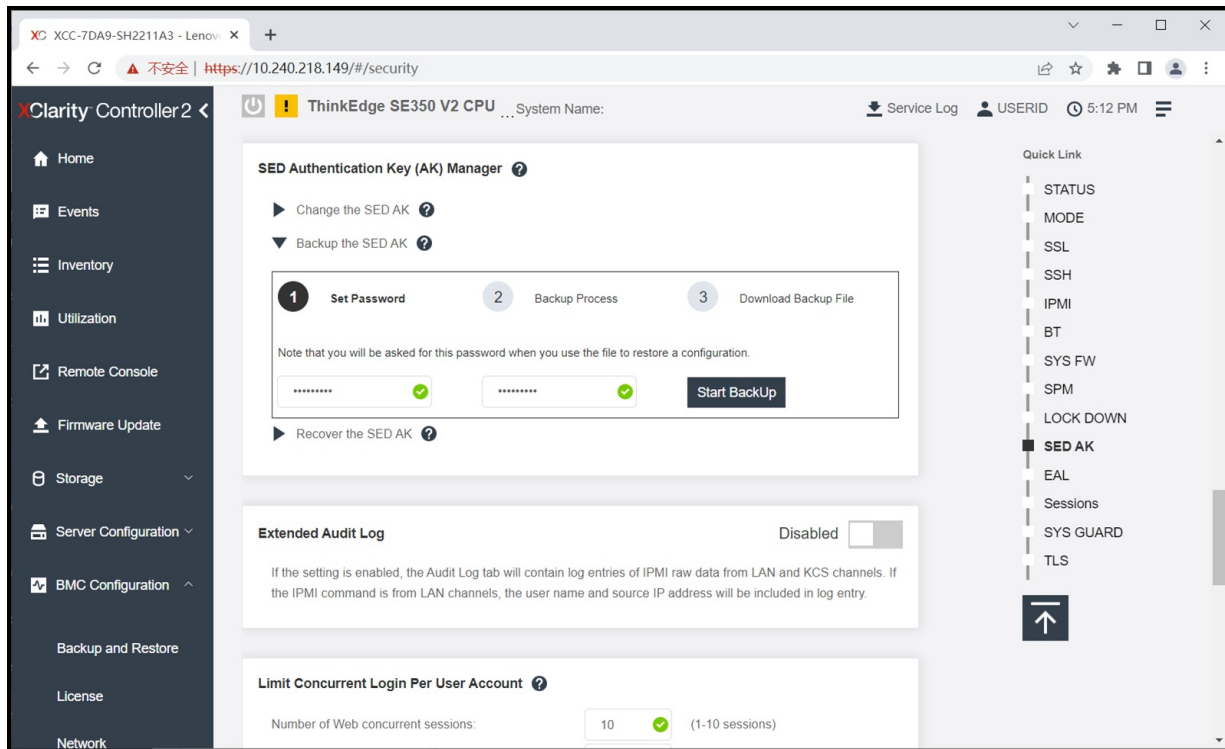 XC XCC-7DA9-SH2211A3 - Lenov
不安全 | https://10.240.218.149/#/security
XClarity Controller 2
ThinkEdge SE350 V2 CPU ... System Name:
Service Log
USERID
5:12 PM
Home
Events
Inventory
Utilization
Remote Console
Firmware Update
Storage
Server Configuration
BMC Configuration
Backup and Restore
License
Network
SED Authentication Key (AK) Manager
Change the SED AK
Backup the SED AK
1 Set Password
2 Backup Process
3 Download Backup File
Note that you will be asked for this password when you use the file to restore a configuration.
•••••••••
•••••••••
Start BackUp
Recover the SED AK
Extended Audit Log
Disabled
If the setting is enabled, the Audit Log tab will contain log entries of IPMI raw data from LAN and KCS channels. If
the IPMI command is from LAN channels, the user name and source IP address will be included in log entry.
Limit Concurrent Login Per User Account
Number of Web concurrent sessions:
10
(1-10 sessions)
Quick Link
STATUS
MODE
SSL
SSH
IPMI
BT
SYS FW
SPM
LOCK DOWN
SED AK
EAL
Sessions
SYS GUARD
TLS